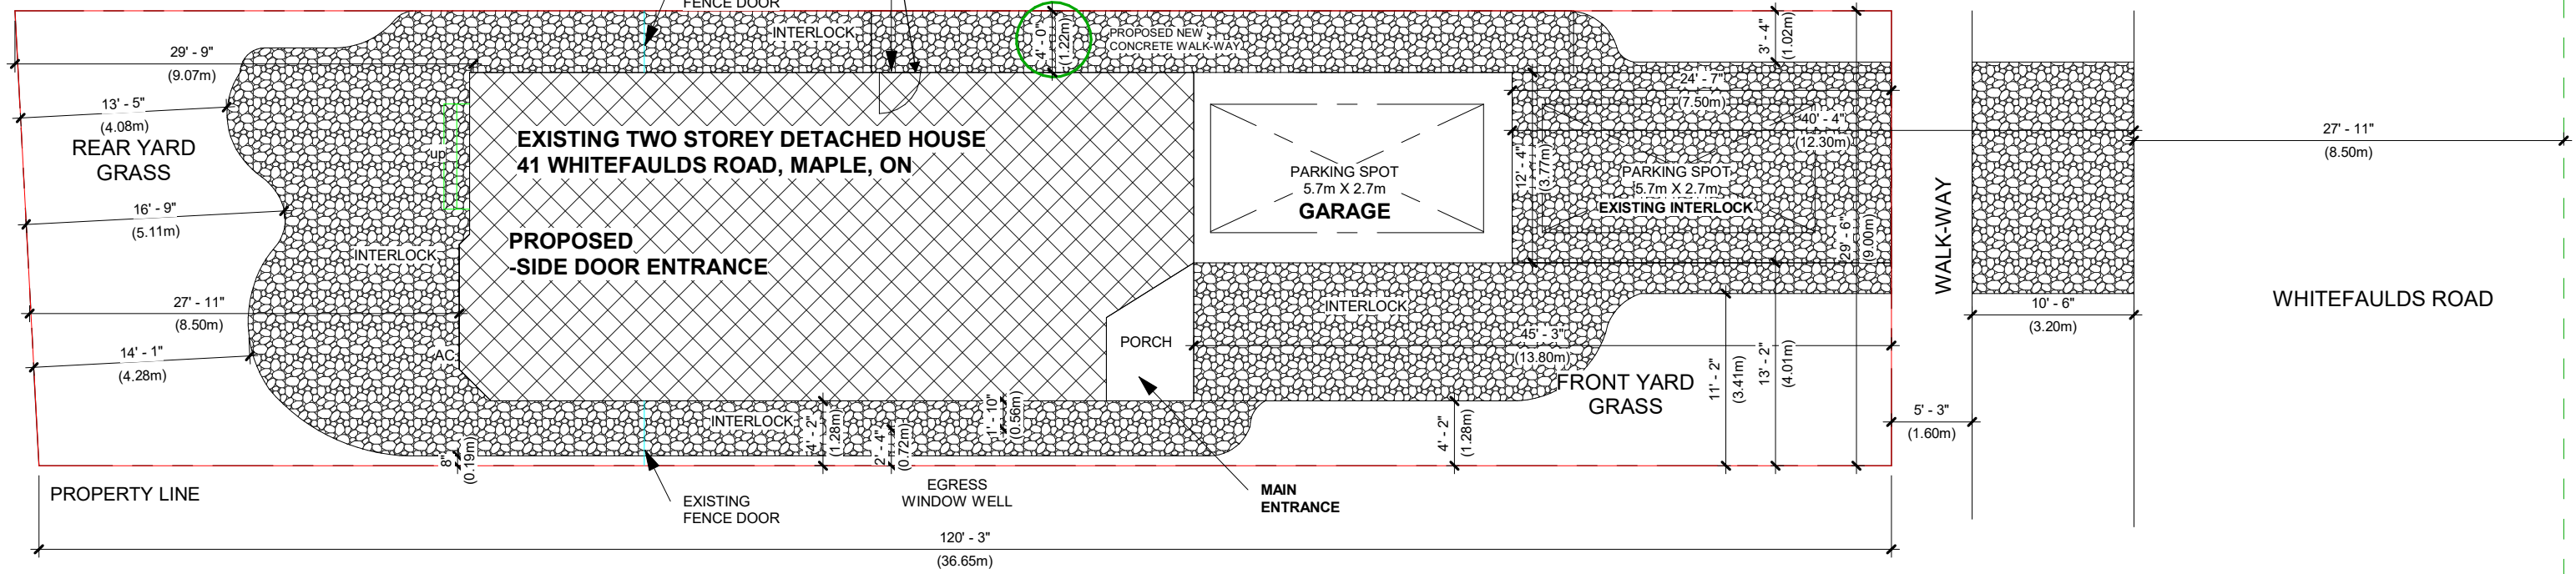 FENCE DOOR
INTERLOCK
4' - 0"
(1.22m)
PROPOSED NEW
CONCRETE WALK-WAY
3' - 4"
(1.02m)
29' - 9"
(9.07m)
13' - 5"
(4.08m)
REAR YARD
GRASS
up
EXISTING TWO STOREY DETACHED HOUSE
41 WHITEFAULDS ROAD, MAPLE, ON
PROPOSED
-SIDE DOOR ENTRANCE
PARKING SPOT
5.7m X 2.7m
GARAGE
12' - 4"
(3.77m)
24' - 7"
(7.50m)
40' - 4"
(12.30m)
PARKING SPOT
5.7m X 2.7m
EXISTING INTERLOCK
29' - 6"
(9.00m)
WALK-WAY
27' - 11"
(8.50m)
16' - 9"
(5.11m)
INTERLOCK
27' - 11"
(8.50m)
14' - 1"
(4.28m)
AC
PORCH
INTERLOCK
45' - 3"
(13.80m)
FRONT YARD
GRASS
11' - 2"
(3.41m)
13' - 2"
(4.01m)
10' - 6"
(3.20m)
WHITEFAULDS ROAD
5' - 3"
(1.60m)
INTERLOCK
8"
(0.19m)
4' - 2"
(1.28m)
2' - 4"
(0.72m)
1' - 10"
(0.56m)
4' - 2"
(1.28m)
PROPERTY LINE
EXISTING
FENCE DOOR
EGRESS
WINDOW WELL
MAIN
ENTRANCE
120' - 3"
(36.65m)